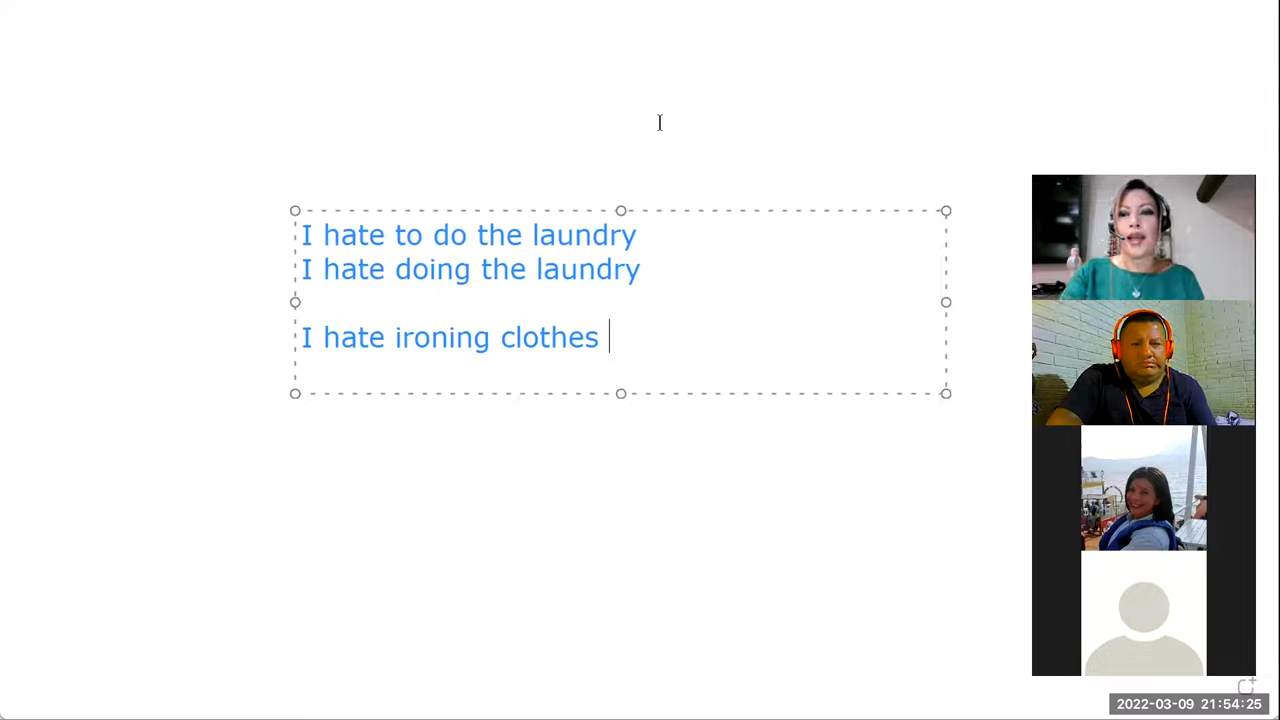 I hate to do the laundry
I hate doing the laundry
I hate ironing clothes
2022-03-09 21:54:25